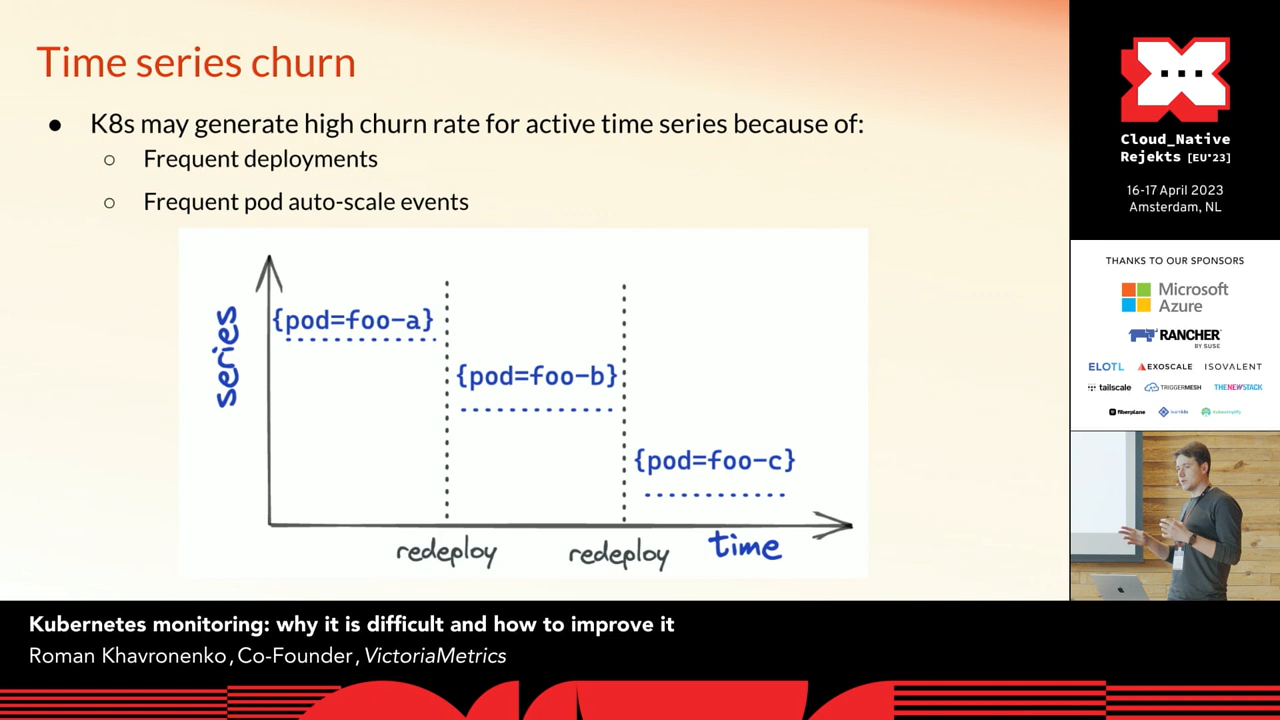 Time series churn
● K8s may generate high churn rate for active time series because of:
○ Frequent deployments
○ Frequent pod auto-scale events
series
{pod=foo-a}
{pod=foo-b}
{pod=foo-c}
redeploy
redeploy
time
Cloud_Native
Rejekts [EU*23]
16-17 April 2023
Amsterdam, NL
THANKS TO OUR SPONSORS
Microsoft
Azure
RANCHER
BY SUSE
ELOTL
EXOSCALE
ISOVALENT
tailscale
TRIGGERMESH
THENEWSTACK
fiberplane
Kubernetes monitoring: why it is difficult and how to improve it
Roman Khavronenko, Co-Founder, VictoriaMetrics